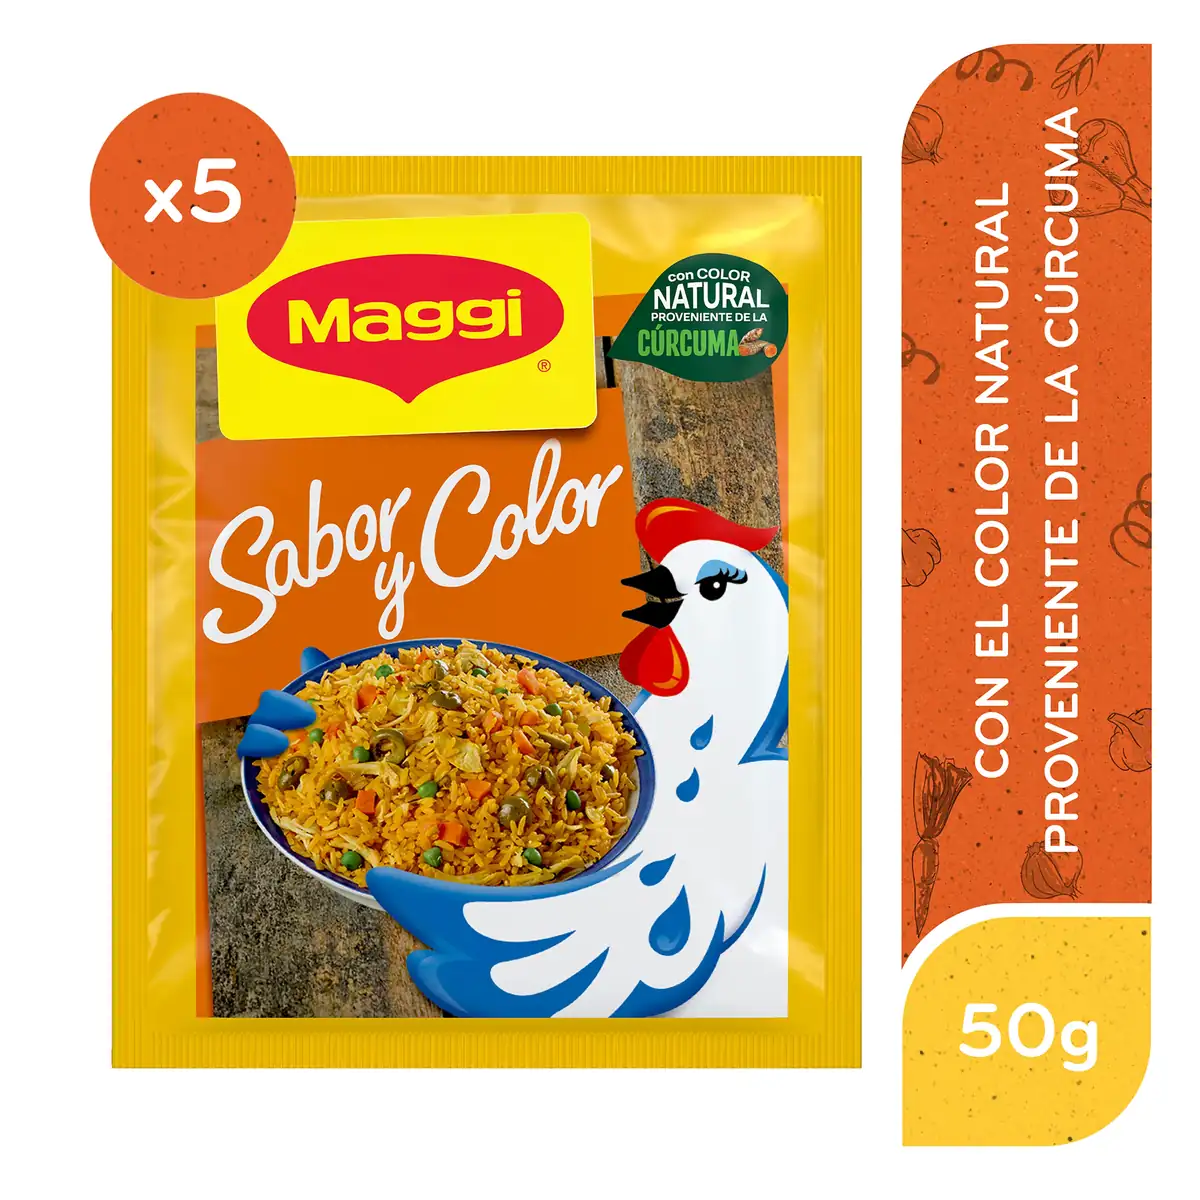 x5
Maggi
®
con COLOR
NATURAL
PROVENIENTE DE LA
CÚRCUMA
Sabor
y Color
CON EL COLOR NATURAL
PROVENIENTE DE LA CÚRCUMA
50g